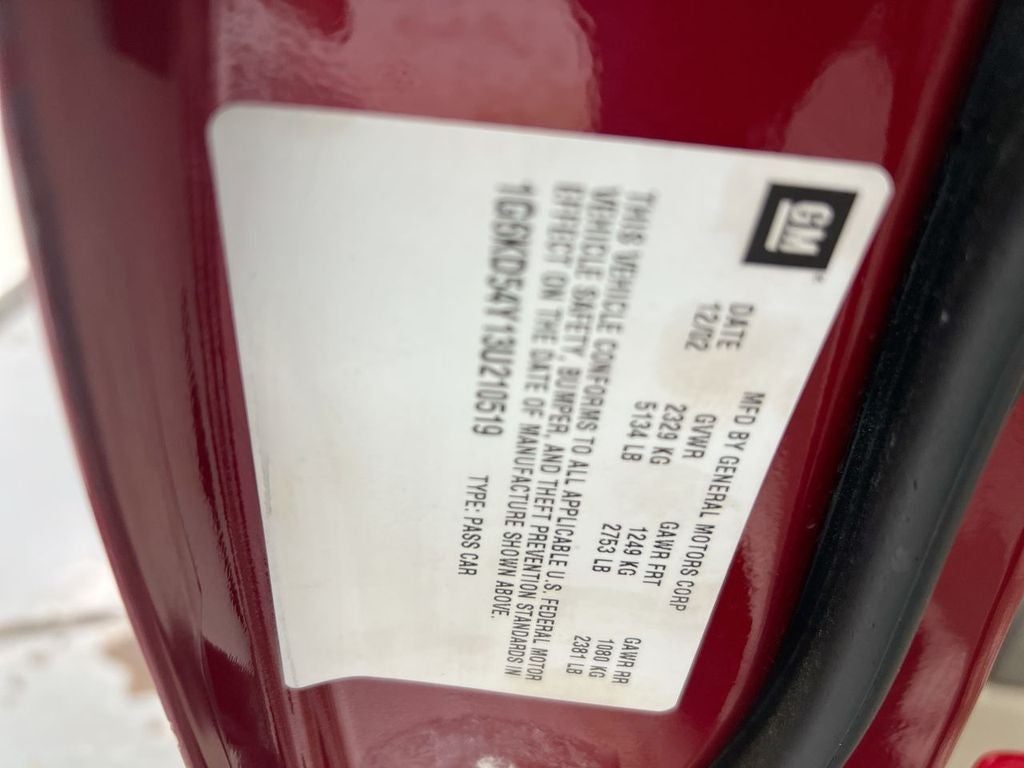 GM
MFD BY GENERAL MOTORS CORP
DATE GVWR GAWR FRT GAWR RR
12/02 2329 KG 1249 KG 1080 KG
5134 LB 2753 LB 2381 LB
THIS VEHICLE CONFORMS TO ALL APPLICABLE U.S. FEDERAL MOTOR
VEHICLE SAFETY, BUMPER, AND THEFT PREVENTION STANDARDS IN
EFFECT ON THE DATE OF MANUFACTURE SHOWN ABOVE.
1G6KD54Y13U210519 TYPE: PASS CAR